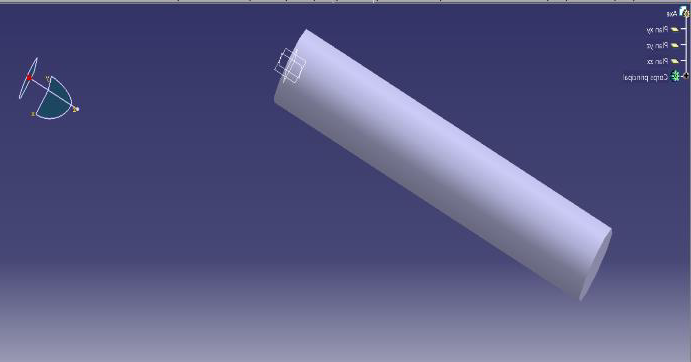 Axe
Plan xy
Plan yz
Plan zx
Corps principal
y
x
z